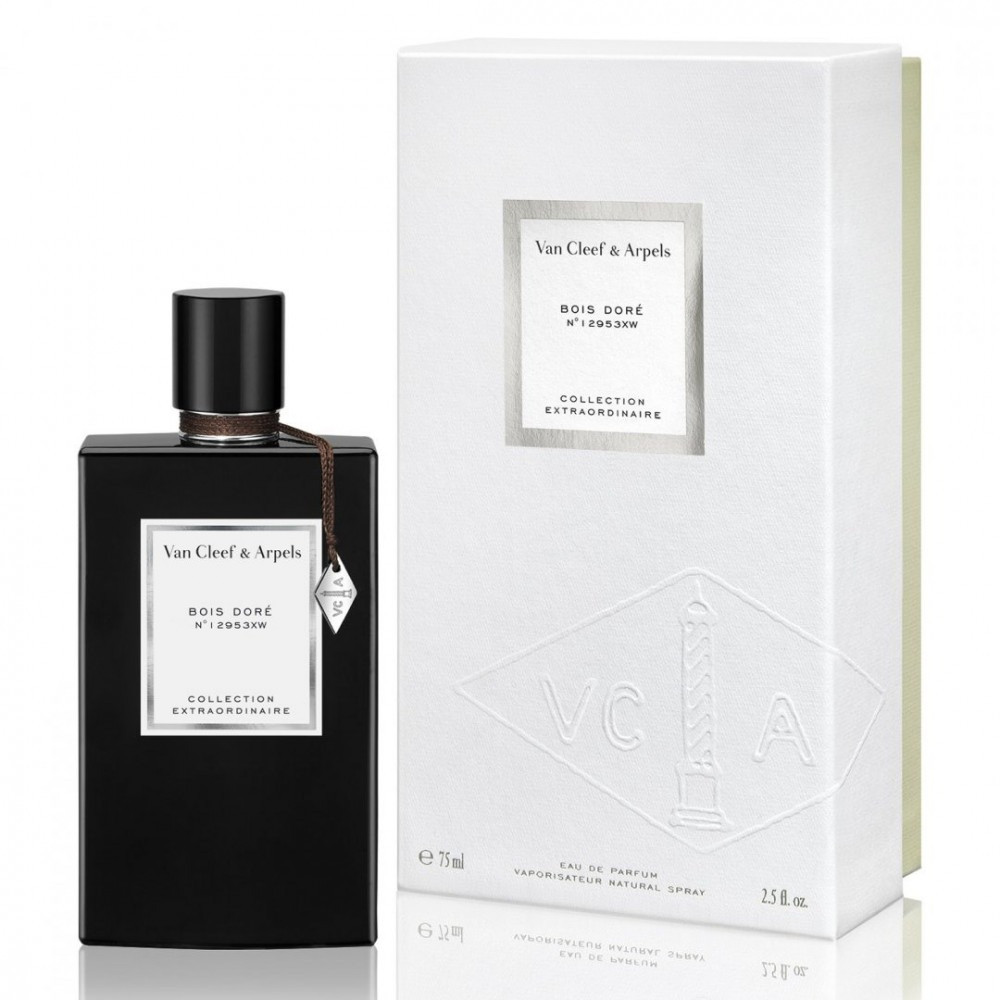 Van Cleef & Arpels
BOIS DORÉ
N°12953XW
COLLECTION
EXTRAORDINAIRE
VC A
Van Cleef & Arpels
BOIS DORÉ
N°12953XW
COLLECTION
EXTRAORDINAIRE
VC A
℮ 75 ml
EAU DE PARFUM
VAPORISATEUR NATURAL SPRAY
2.5 fl. oz.